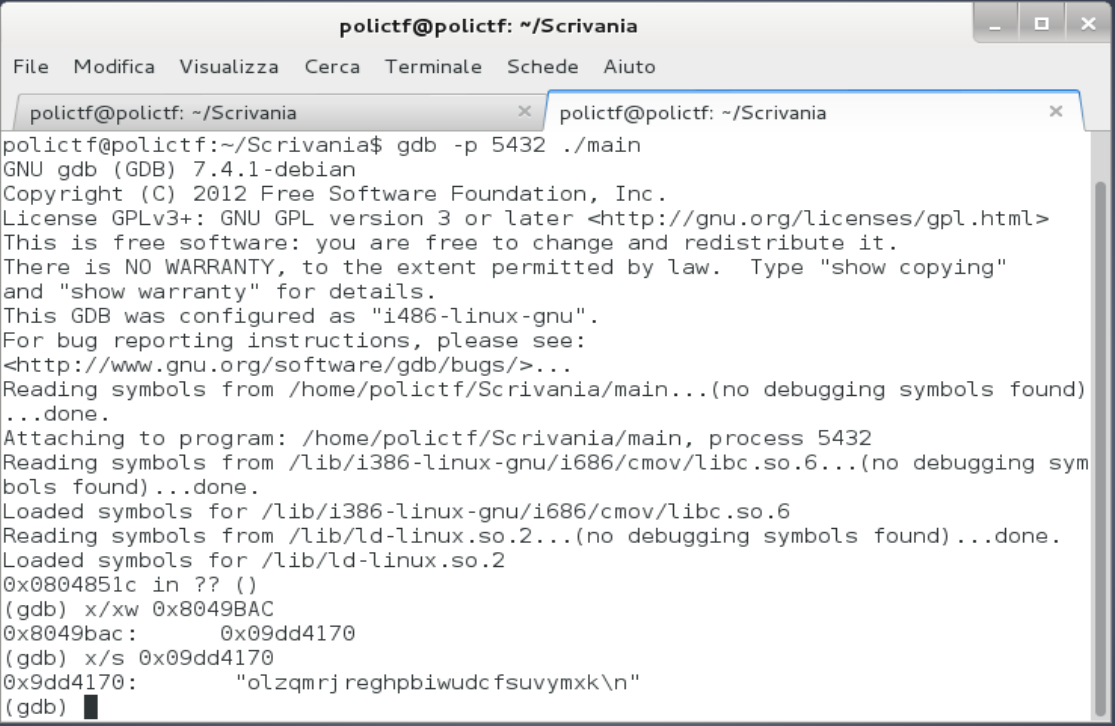 polictf@polictf: ~/Scrivania
File Modifica Visualizza Cerca Terminale Schede Aiuto
polictf@polictf: ~/Scrivania × polictf@polictf: ~/Scrivania ×
polictf@polictf:~/Scrivania$ gdb -p 5432 ./main
GNU gdb (GDB) 7.4.1-debian
Copyright (C) 2012 Free Software Foundation, Inc.
License GPLv3+: GNU GPL version 3 or later <http://gnu.org/licenses/gpl.html>
This is free software: you are free to change and redistribute it.
There is NO WARRANTY, to the extent permitted by law.  Type "show copying"
and "show warranty" for details.
This GDB was configured as "i486-linux-gnu".
For bug reporting instructions, please see:
<http://www.gnu.org/software/gdb/bugs/>...
Reading symbols from /home/polictf/Scrivania/main...(no debugging symbols found)
...done.
Attaching to program: /home/polictf/Scrivania/main, process 5432
Reading symbols from /lib/i386-linux-gnu/i686/cmov/libc.so.6...(no debugging sym
bols found)...done.
Loaded symbols for /lib/i386-linux-gnu/i686/cmov/libc.so.6
Reading symbols from /lib/ld-linux.so.2...(no debugging symbols found)...done.
Loaded symbols for /lib/ld-linux.so.2
0x0804851c in ?? ()
(gdb) x/xw 0x8049BAC
0x8049bac:      0x09dd4170
(gdb) x/s 0x09dd4170
0x9dd4170:       "olzqmrjreghpbiwudcfsuvymxk\n"
(gdb)